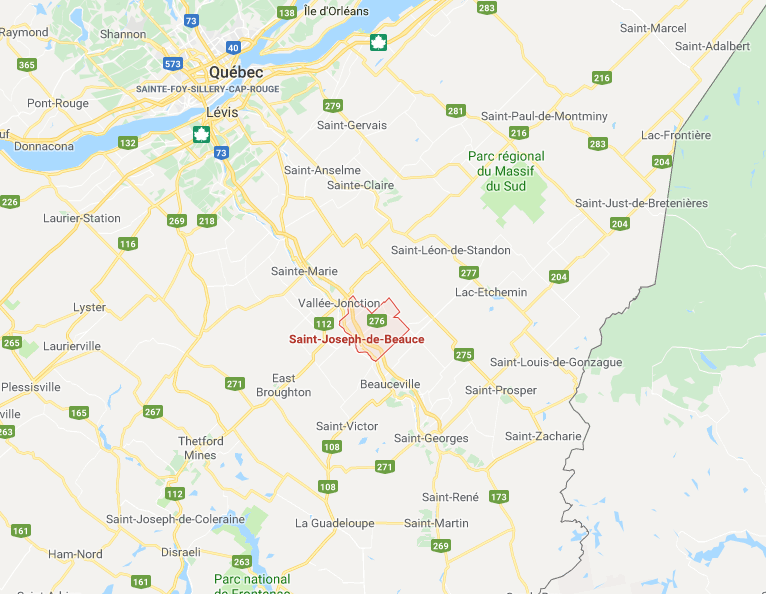 138
Île d'Orléans
283
Saint-Marcel
73
Raymond
Shannon
40
Saint-Adalbert
365
573
Québec
216
SAINTE-FOY-SILLERY-CAP-ROUGE
Pont-Rouge
279
281
Lévis
Saint-Paul-de-Montminy
Saint-Gervais
216
uf
Donnacona
132
73
283
Lac-Frontière
Parc régional
du Massif
du Sud
204
Saint-Anselme
Sainte-Claire
226
Saint-Just-de-Bretenières
Laurier-Station
269
218
204
116
Saint-Léon-de-Standon
Sainte-Marie
277
204
Lac-Etchemin
Vallée-Jonction
Lyster
112
276
Saint-Joseph-de-Beauce
265
Laurierville
275
Saint-Louis-de-Gonzague
Plessisville
271
East
Broughton
Beauceville
Saint-Prosper
ville
165
267
263
Saint-Victor
Thetford
Mines
108
Saint-Georges
Saint-Zacharie
271
108
112
Saint-René
173
Saint-Joseph-de-Coleraine
La Guadeloupe
Saint-Martin
161
269
Ham-Nord
Disraeli
263
161
Parc national
de Frontenac